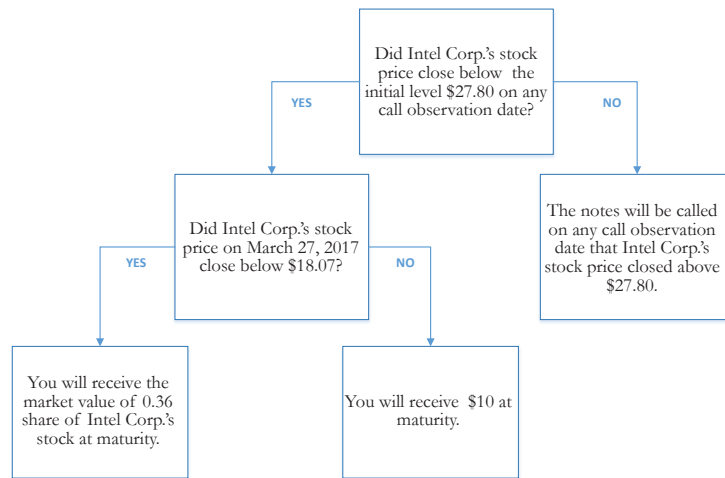 Did Intel Corp.'s stock
price close below the
initial level $27.80 on any
call observation date?
YES
NO
Did Intel Corp.'s stock
price on March 27, 2017
close below $18.07?
The notes will be called
on any call observation
date that Intel Corp.'s
stock price closed above
$27.80.
YES
NO
You will receive the
market value of 0.36
share of Intel Corp.'s
stock at maturity.
You will receive $10 at
maturity.